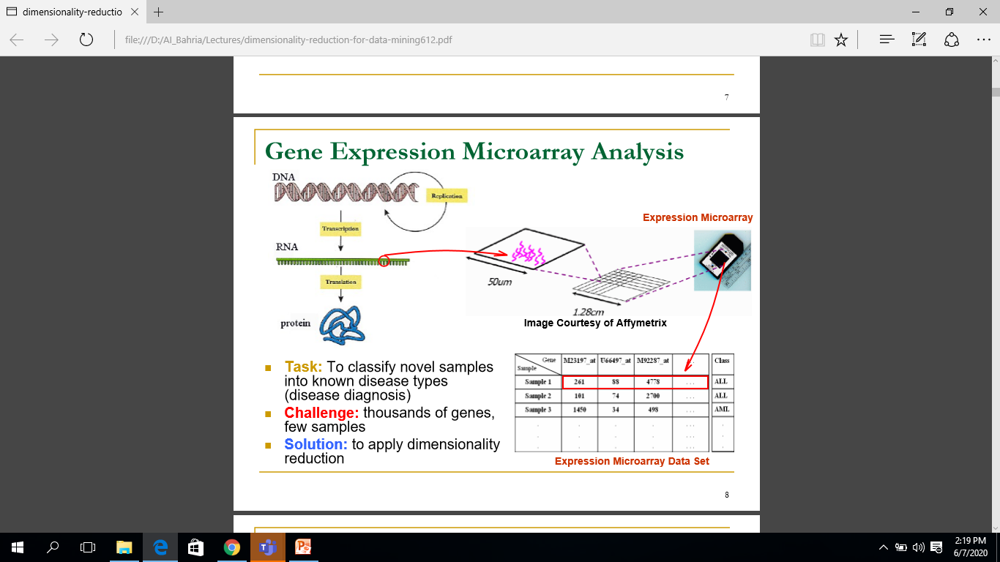 dimensionality-reductio
file:///D:/AI_Bahria/Lectures/dimensionality-reduction-for-data-mining612.pdf
7
Gene Expression Microarray Analysis
DNA
Replication
Transcription
RNA
Translation
protein
Expression Microarray
50um
1.28cm
Image Courtesy of Affymetrix
Task: To classify novel samples
into known disease types
(disease diagnosis)
Challenge: thousands of genes,
few samples
Solution: to apply dimensionality
reduction
Gene M23197_at U66497_at M92287_at ... Class
Sample
Sample 1 261 88 4778 ... ALL
Sample 2 101 74 2700 ... ALL
Sample 3 1450 34 498 ... AML
. . . . ... .
. . . . ... .
. . . . ... .
Expression Microarray Data Set
8
2:19 PM
6/7/2020